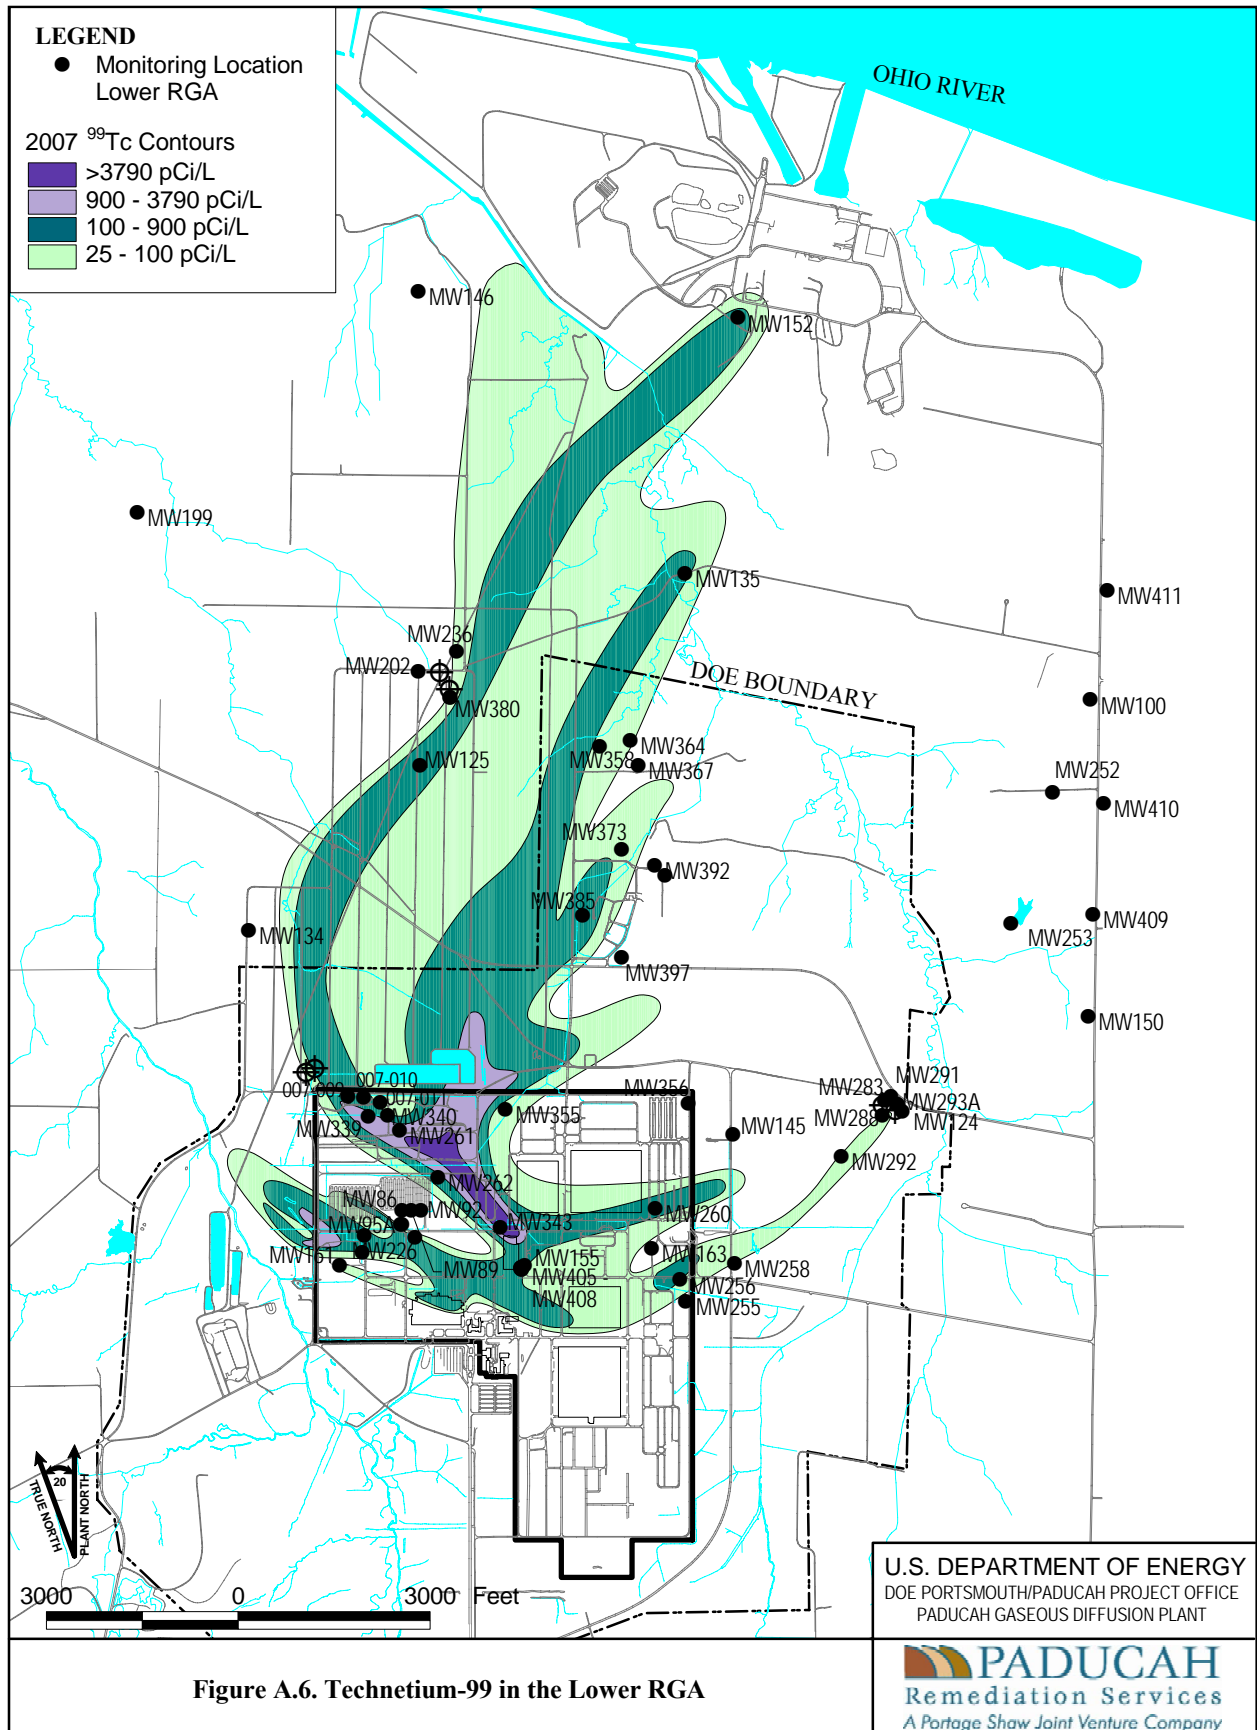 LEGEND
Monitoring Location
Lower RGA
2007 99Tc Contours
>3790 pCi/L
900 - 3790 pCi/L
100 - 900 pCi/L
25 - 100 pCi/L
OHIO RIVER
MW146
MW152
MW199
MW135
MW411
MW236
MW202
DOE BOUNDARY
MW380
MW100
MW364
MW358
MW125
MW367
MW252
MW410
MW373
MW392
MW385
MW409
MW134
MW253
MW397
MW150
MW291
007-010
MW283
007-009
MW356
007-011
MW293A
MW339
MW340
MW355
MW288
MW124
MW261
MW145
MW292
MW262
MW86
MW92
MW260
MW95A
MW343
MW161
MW226
MW163
MW155
MW89
MW258
MW405
MW256
MW408
MW255
20
TRUE NORTH
PLANT NORTH
3000 0 3000 Feet
U.S. DEPARTMENT OF ENERGY
DOE PORTSMOUTH/PADUCAH PROJECT OFFICE
PADUCAH GASEOUS DIFFUSION PLANT
Figure A.6. Technetium-99 in the Lower RGA
PADUCAH
Remediation Services
A Portage Shaw Joint Venture Company